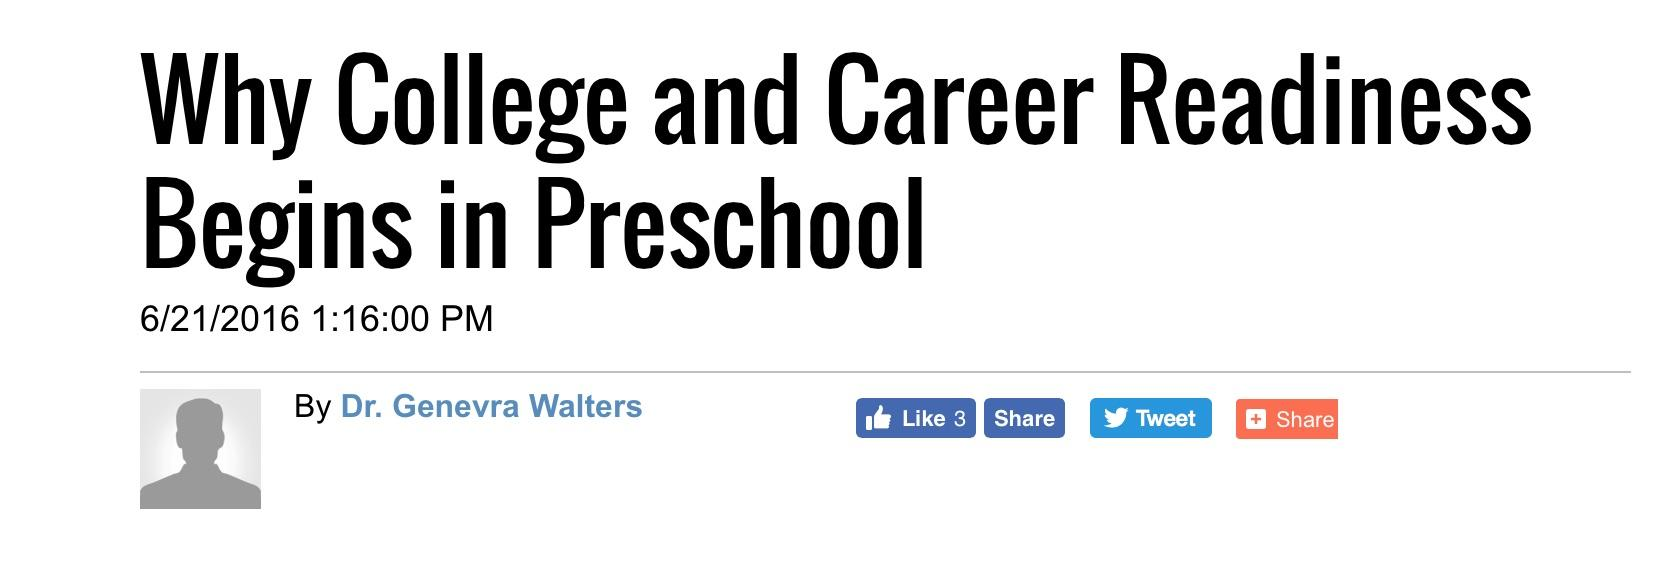 Why College and Career Readiness
Begins in Preschool
6/21/2016 1:16:00 PM
By Dr. Genevra Walters
Like 3 Share Tweet Share